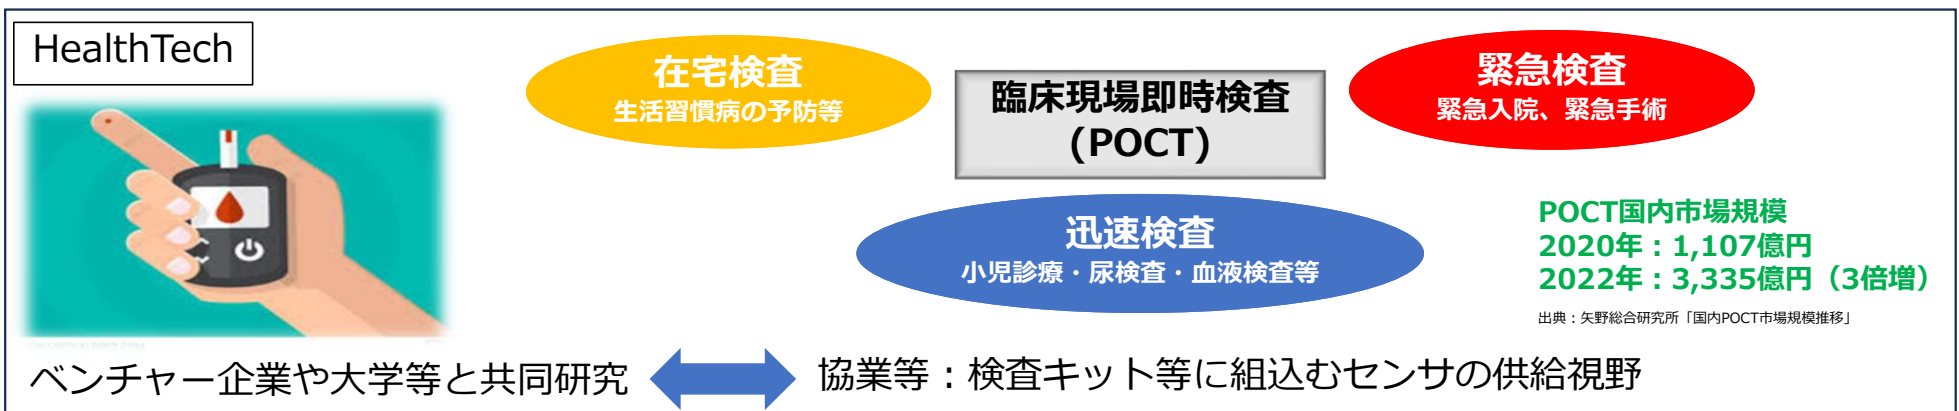 HealthTech
在宅検査
生活習慣病の予防等
臨床現場即時検査
(POCT)
緊急検査
緊急入院、緊急手術
迅速検査
小児診療・尿検査・血液検査等
POCT国内市場規模
2020年：1,107億円
2022年：3,335億円（3倍増）
出典：矢野総合研究所「国内POCT市場規模推移」
ベンチャー企業や大学等と共同研究
協業等：検査キット等に組込むセンサの供給視野